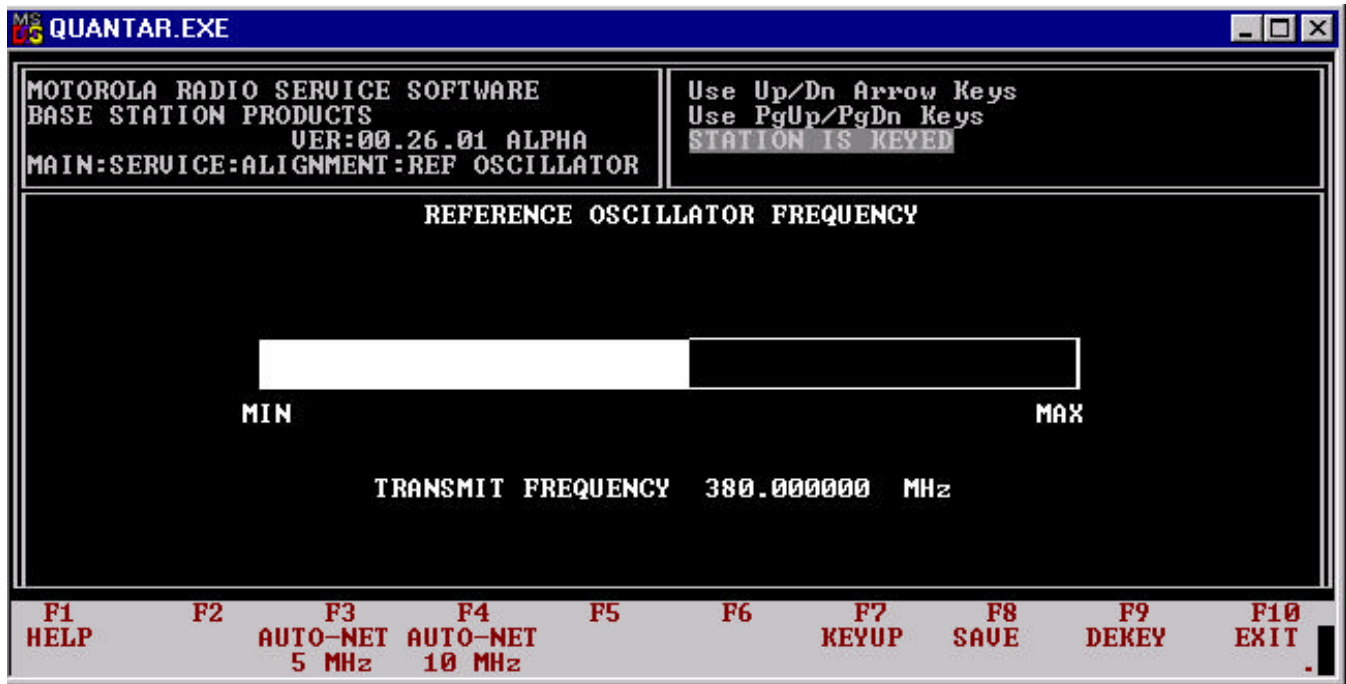 QUANTAR.EXE
MOTOROLA RADIO SERVICE SOFTWARE
BASE STATION PRODUCTS
VER:00.26.01 ALPHA
MAIN:SERVICE:ALIGNMENT:REF OSCILLATOR
Use Up/Dn Arrow Keys
Use PgUp/PgDn Keys
STATION IS KEYED
REFERENCE OSCILLATOR FREQUENCY
MIN MAX
TRANSMIT FREQUENCY 380.000000 MHz
F1 F2 F3 F4 F5 F6 F7 F8 F9 F10
HELP AUTO-NET AUTO-NET KEYUP SAVE DEKEY EXIT
5 MHz 10 MHz .